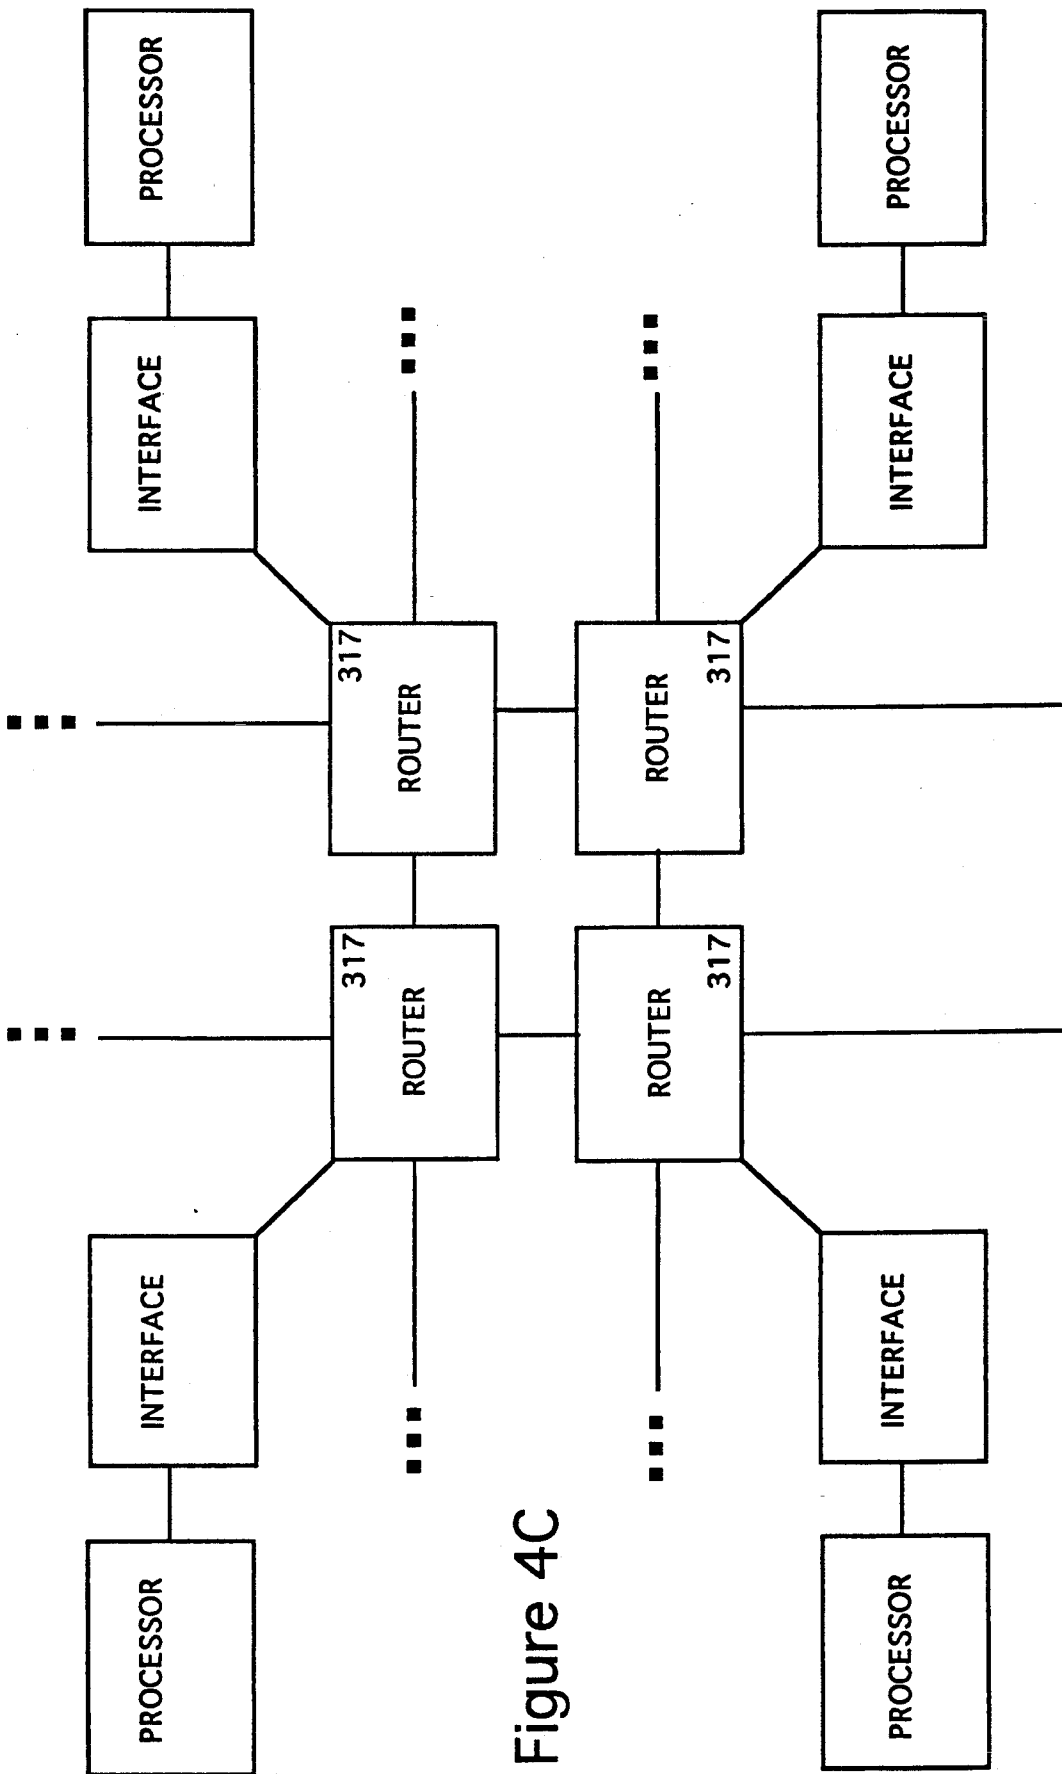 PROCESSOR
INTERFACE
INTERFACE
PROCESSOR
317
ROUTER
317
ROUTER
Figure 4C
ROUTER
317
ROUTER
317
PROCESSOR
INTERFACE
INTERFACE
PROCESSOR